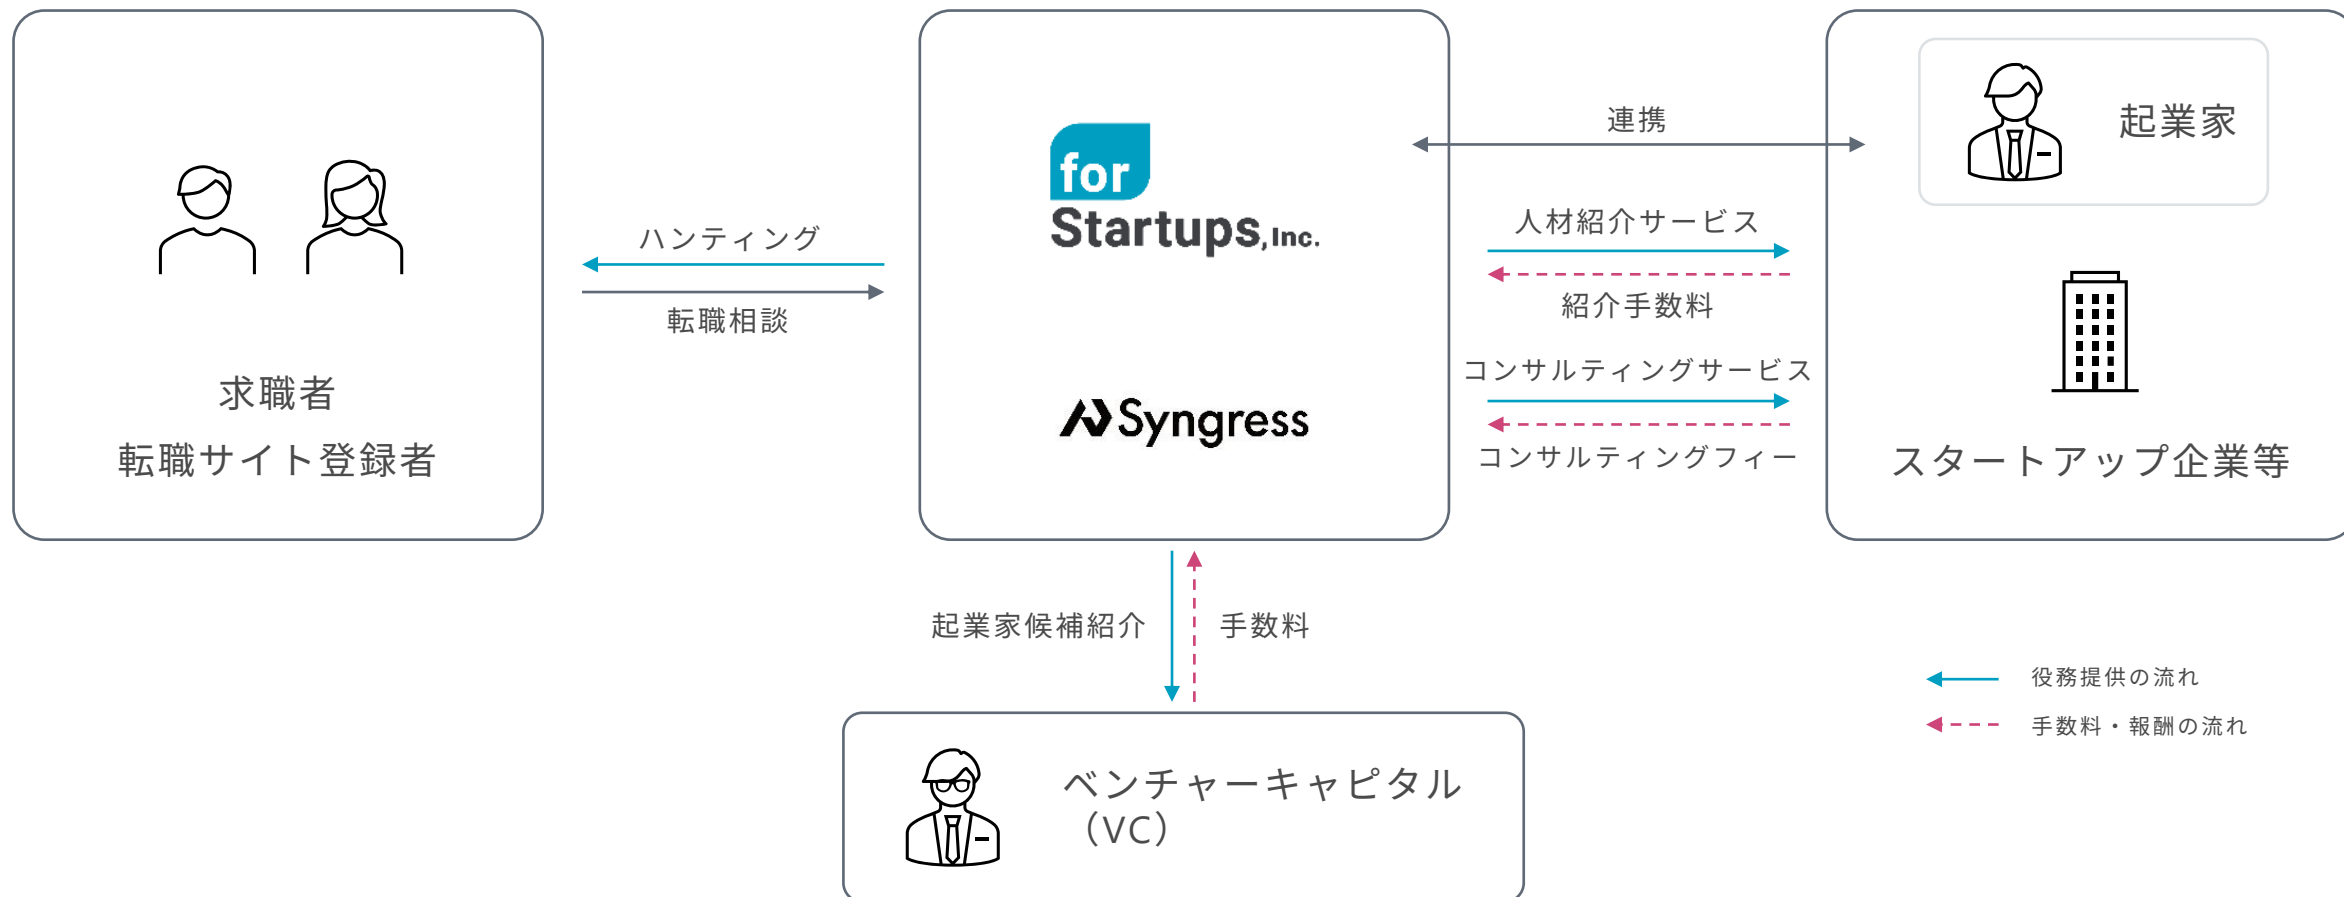 求職者
転職サイト登録者
ハンティング
転職相談
for
Startups, Inc.
Syngress
連携
人材紹介サービス
紹介手数料
コンサルティングサービス
コンサルティングフィー
起業家
スタートアップ企業等
起業家候補紹介
手数料
ベンチャーキャピタル
（VC）
役務提供の流れ
手数料・報酬の流れ